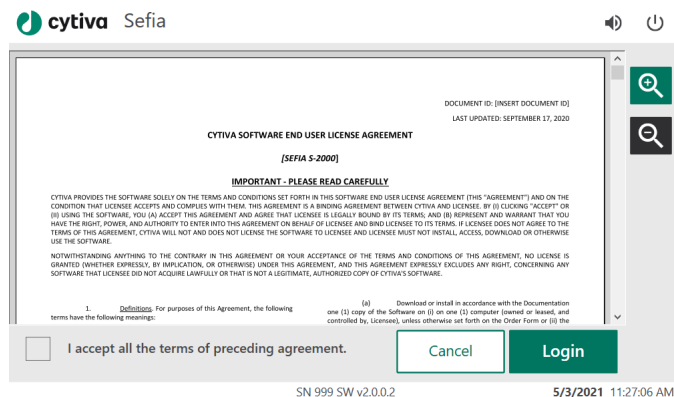 cytiva Sefia
DOCUMENT ID: [INSERT DOCUMENT ID]
LAST UPDATED: SEPTEMBER 17, 2020
CYTIVA SOFTWARE END USER LICENSE AGREEMENT
[SEFIA S-2000]
IMPORTANT - PLEASE READ CAREFULLY
CYTIVA PROVIDES THE SOFTWARE SOLELY ON THE TERMS AND CONDITIONS SET FORTH IN THIS SOFTWARE END USER LICENSE AGREEMENT (THIS "AGREEMENT") AND ON THE
CONDITION THAT LICENSEE ACCEPTS AND COMPLIES WITH THEM. THIS AGREEMENT IS A BINDING AGREEMENT BETWEEN CYTIVA AND LICENSEE. BY (I) CLICKING "ACCEPT" OR
(II) USING THE SOFTWARE, YOU (A) ACCEPT THIS AGREEMENT AND AGREE THAT LICENSEE IS LEGALLY BOUND BY ITS TERMS; AND (B) REPRESENT AND WARRANT THAT YOU
HAVE THE RIGHT, POWER, AND AUTHORITY TO ENTER INTO THIS AGREEMENT ON BEHALF OF LICENSEE AND BIND LICENSEE TO ITS TERMS. IF LICENSEE DOES NOT AGREE TO THE
TERMS OF THIS AGREEMENT, CYTIVA WILL NOT AND DOES NOT LICENSE THE SOFTWARE TO LICENSEE AND LICENSEE MUST NOT INSTALL, ACCESS, DOWNLOAD OR OTHERWISE
USE THE SOFTWARE.
NOTWITHSTANDING ANYTHING TO THE CONTRARY IN THIS AGREEMENT OR YOUR ACCEPTANCE OF THE TERMS AND CONDITIONS OF THIS AGREEMENT, NO LICENSE IS
GRANTED (WHETHER EXPRESSLY, BY IMPLICATION, OR OTHERWISE) UNDER THIS AGREEMENT, AND THIS AGREEMENT EXPRESSLY EXCLUDES ANY RIGHT, CONCERNING ANY
SOFTWARE THAT LICENSEE DID NOT ACQUIRE LAWFULLY OR THAT IS NOT A LEGITIMATE, AUTHORIZED COPY OF CYTIVA'S SOFTWARE.
1. Definitions. For purposes of this Agreement, the following
terms have the following meanings:
(a) Download or install in accordance with the Documentation
one (1) copy of the Software on (i) on one (1) computer (owned or leased, and
controlled by, Licensee), unless otherwise set forth on the Order Form or (ii) the
I accept all the terms of preceding agreement.
Cancel
Login
SN 999 SW v2.0.0.2
5/3/2021 11:27:06 AM